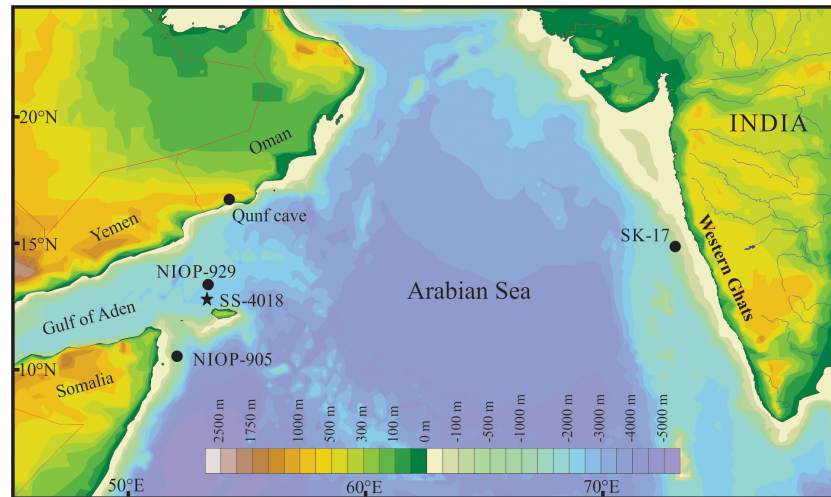 20°N
15°N
10°N
50°E
60°E
70°E
Oman
INDIA
Yemen
Qunf cave
SK-17
Western Ghats
NIOP-929
SS-4018
Arabian Sea
Gulf of Aden
NIOP-905
Somalia
2500 m
1750 m
1000 m
500 m
300 m
100 m
0 m
-100 m
-500 m
-1000 m
-2000 m
-3000 m
-4000 m
-5000 m